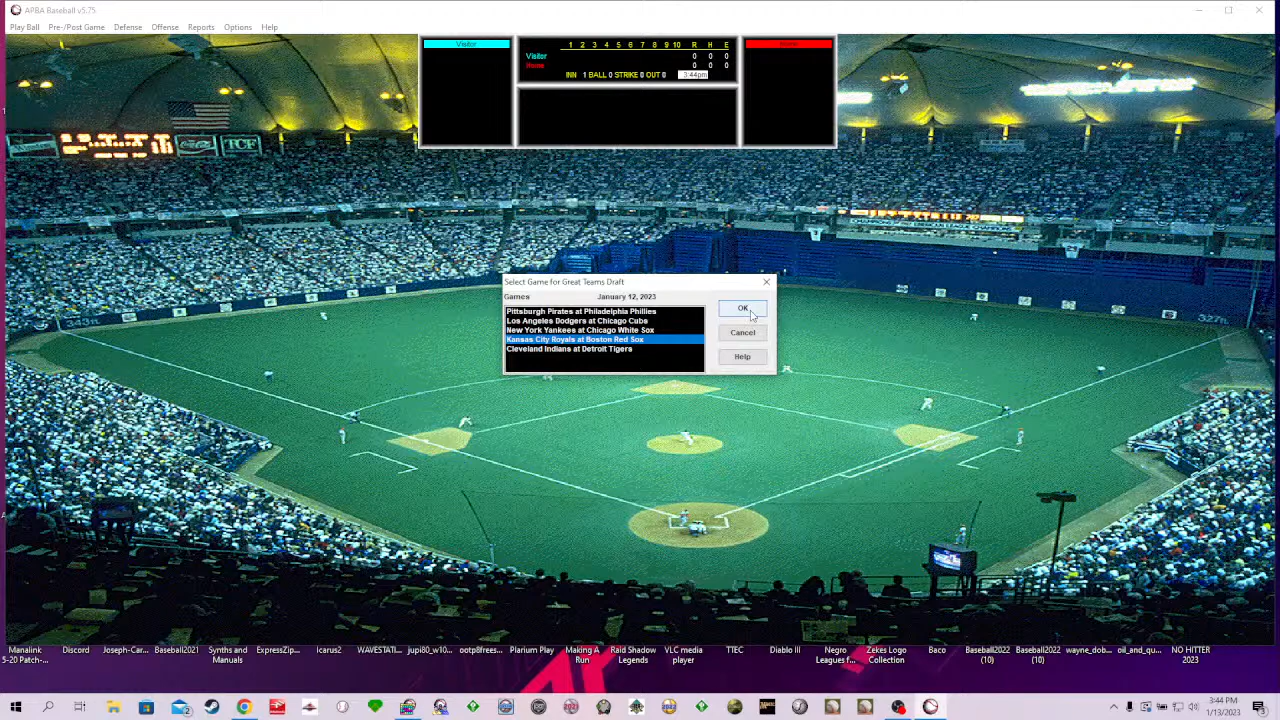 APBA Baseball v5.75
Play Ball Pre-/Post Game Defense Offense Reports Options Help
Visitor
1 2 3 4 5 6 7 8 9 10 R H E
Visitor 0 0 0
Home 0 0 0
INN 1 BALL 0 STRIKE 0 OUT 0 3:44pm
TCF
Select Game for Great Teams Draft
Games January 12, 2023
Pittsburgh Pirates at Philadelphia Phillies
Los Angeles Dodgers at Chicago Cubs
New York Yankees at Chicago White Sox
Kansas City Royals at Boston Red Sox
Cleveland Indians at Detroit Tigers
OK
Cancel
Help
Manalink 5-20 Patch-...
Discord
Joseph-Car...
Baseball2021
Synths and Manuals
ExpressZip...
Icarus2
WAVESTATI...
jupi80_w10...
ootp8frees...
Plarium Play
Making A Run
Raid Shadow Legends
VLC media player
TTEC
Diablo III
Negro Leagues f...
Zekes Logo Collection
Baco
Baseball2022 (10)
Baseball2022 (10)
wayne_dob...
oil_and_qu...
NO HITTER 2023
3:44 PM
1/13/2023